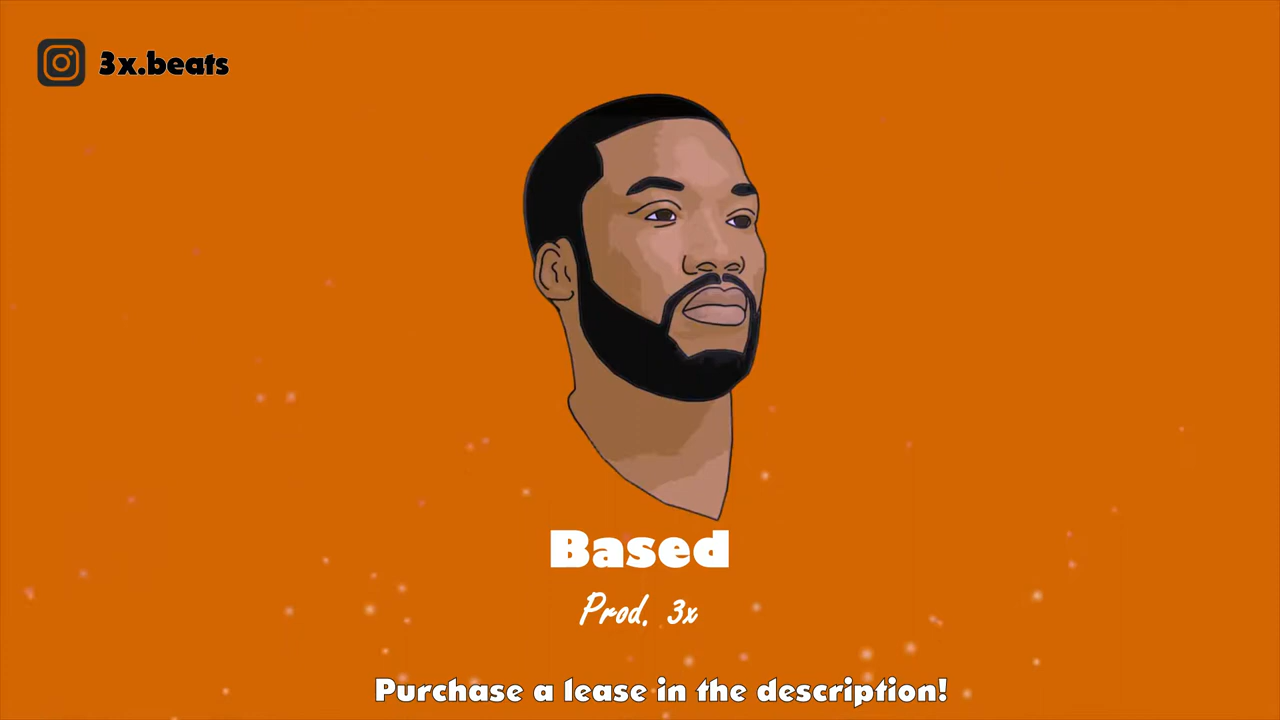 3x.beats
Based
Prod. 3x
Purchase a lease in the description!